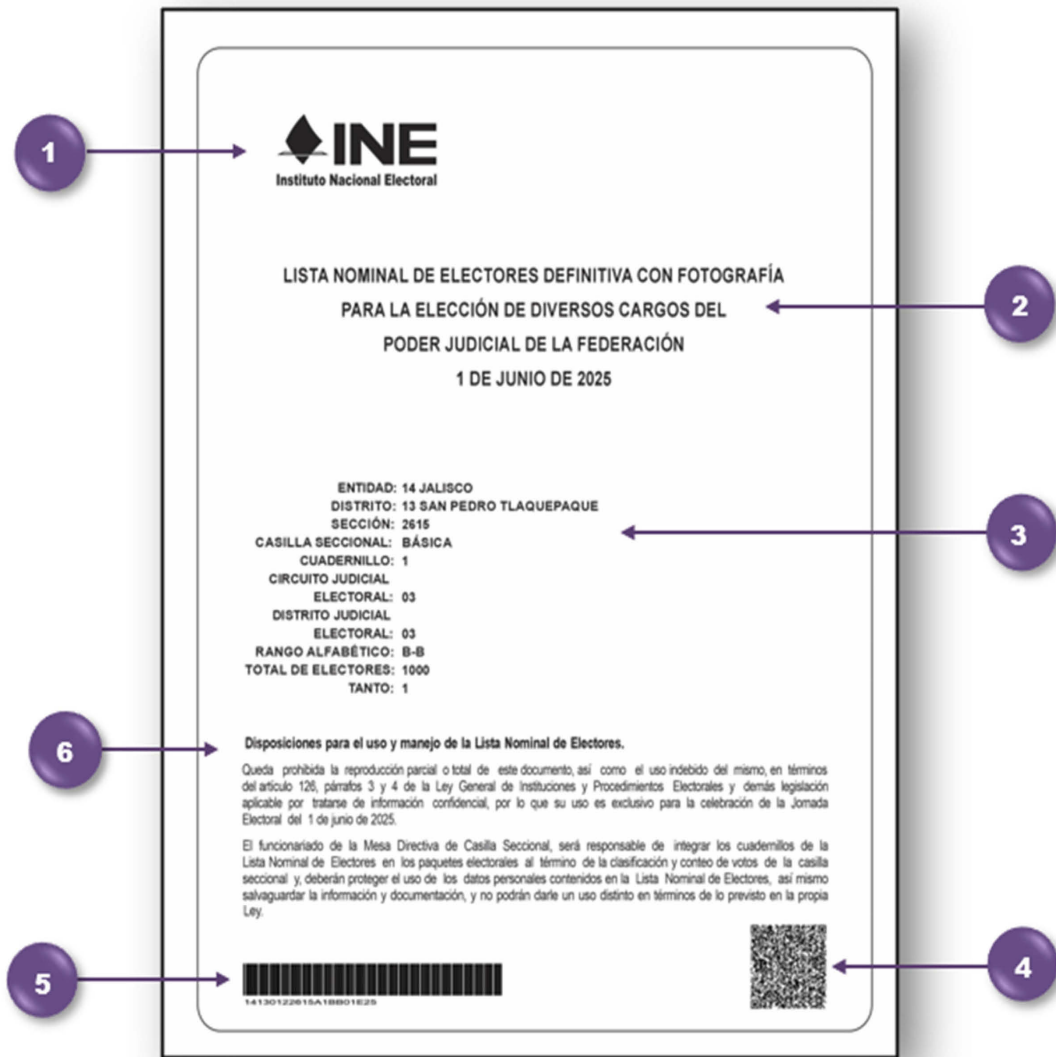 1
INE
Instituto Nacional Electoral
LISTA NOMINAL DE ELECTORES DEFINITIVA CON FOTOGRAFÍA
PARA LA ELECCIÓN DE DIVERSOS CARGOS DEL
2
PODER JUDICIAL DE LA FEDERACIÓN
1 DE JUNIO DE 2025
ENTIDAD: 14 JALISCO
DISTRITO: 13 SAN PEDRO TLAQUEPAQUE
SECCIÓN: 2615
3
CASILLA SECCIONAL: BÁSICA
CUADERNILLO: 1
CIRCUITO JUDICIAL
ELECTORAL: 03
DISTRITO JUDICIAL
ELECTORAL: 03
RANGO ALFABÉTICO: B-B
TOTAL DE ELECTORES: 1000
TANTO: 1
6
Disposiciones para el uso y manejo de la Lista Nominal de Electores.
Queda prohibida la reproducción parcial o total de este documento, así como el uso indebido del mismo, en términos
del artículo 126, párrafos 3 y 4 de la Ley General de Instituciones y Procedimientos Electorales y demás legislación
aplicable por tratarse de información confidencial, por lo que su uso es exclusivo para la celebración de la Jornada
Electoral del 1 de junio de 2025.
El funcionariado de la Mesa Directiva de Casilla Seccional, será responsable de integrar los cuadernillos de la
Lista Nominal de Electores en los paquetes electorales al término de la clasificación y conteo de votos de la casilla
seccional y, deberán proteger el uso de los datos personales contenidos en la Lista Nominal de Electores, así mismo
salvaguardar la información y documentación, y no podrán darle un uso distinto en términos de lo previsto en la propia
Ley.
5
4
14130122615A1BB01E25